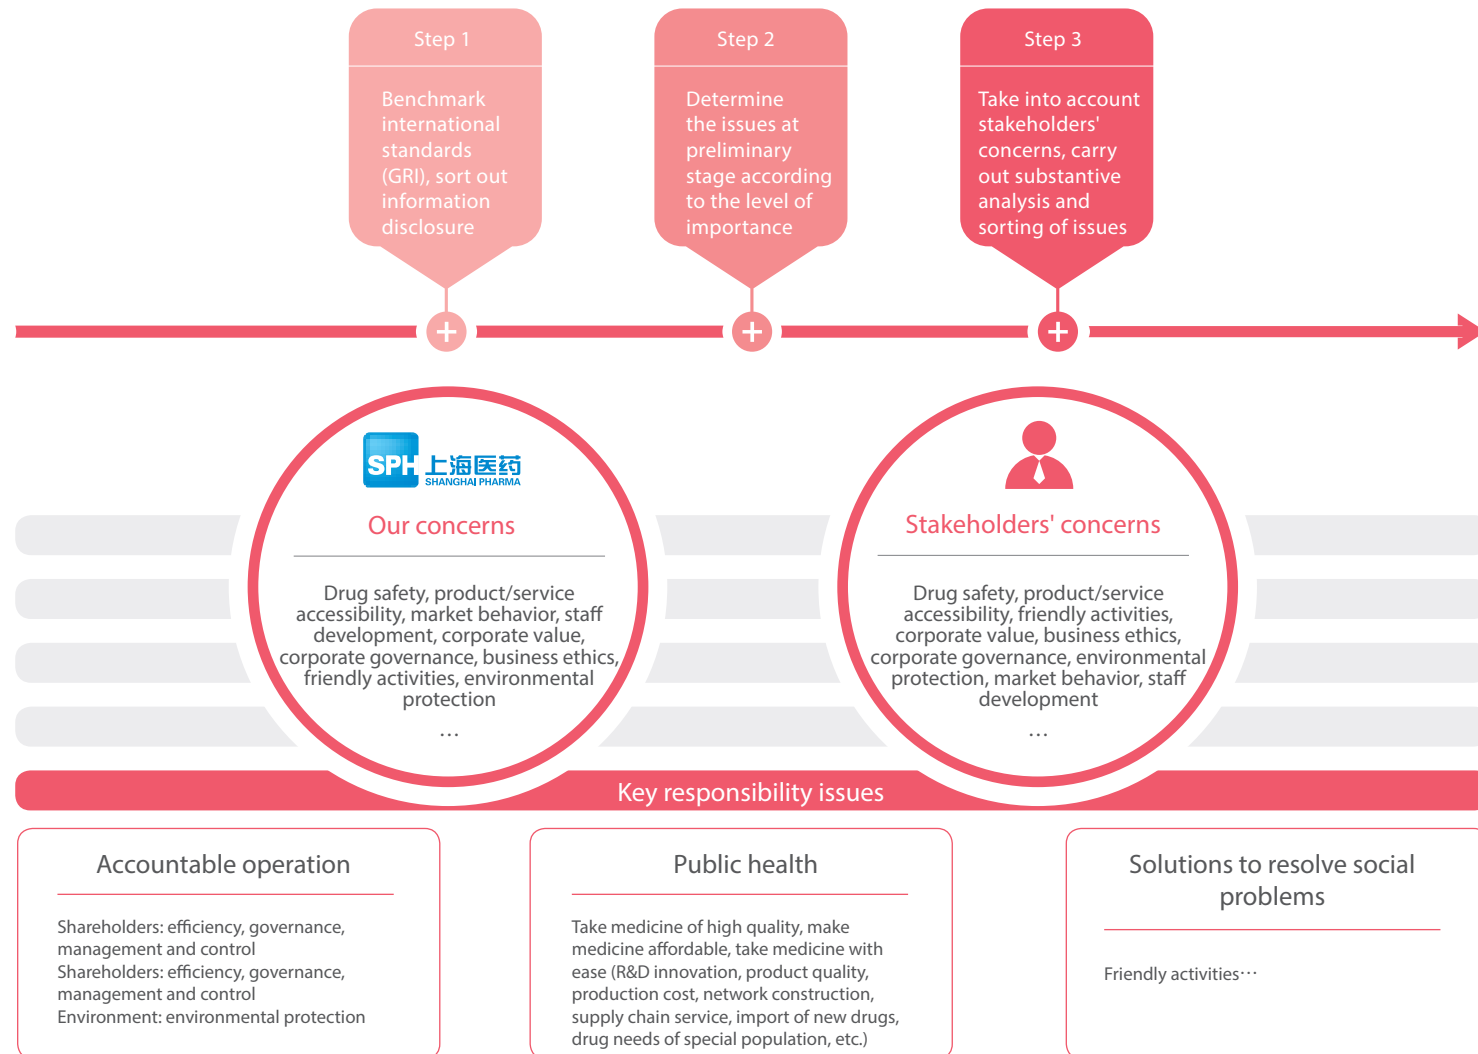 Step 1
Benchmark
international
standards
(GRI), sort out
information
disclosure
Step 2
Determine
the issues at
preliminary
stage according
to the level of
importance
Step 3
Take into account
stakeholders'
concerns, carry
out substantive
analysis and
sorting of issues
SPH 上海医药
SHANGHAI PHARMA
Our concerns
Drug safety, product/service
accessibility, market behavior, staff
development, corporate value,
corporate governance, business ethics,
friendly activities, environmental
protection
…
Stakeholders' concerns
Drug safety, product/service
accessibility, friendly activities,
corporate value, business ethics,
corporate governance, environmental
protection, market behavior, staff
development
…
Key responsibility issues
Accountable operation
Shareholders: efficiency, governance,
management and control
Shareholders: efficiency, governance,
management and control
Environment: environmental protection
Public health
Take medicine of high quality, make
medicine affordable, take medicine with
ease (R&D innovation, product quality,
production cost, network construction,
supply chain service, import of new drugs,
drug needs of special population, etc.)
Solutions to resolve social
problems
Friendly activities…